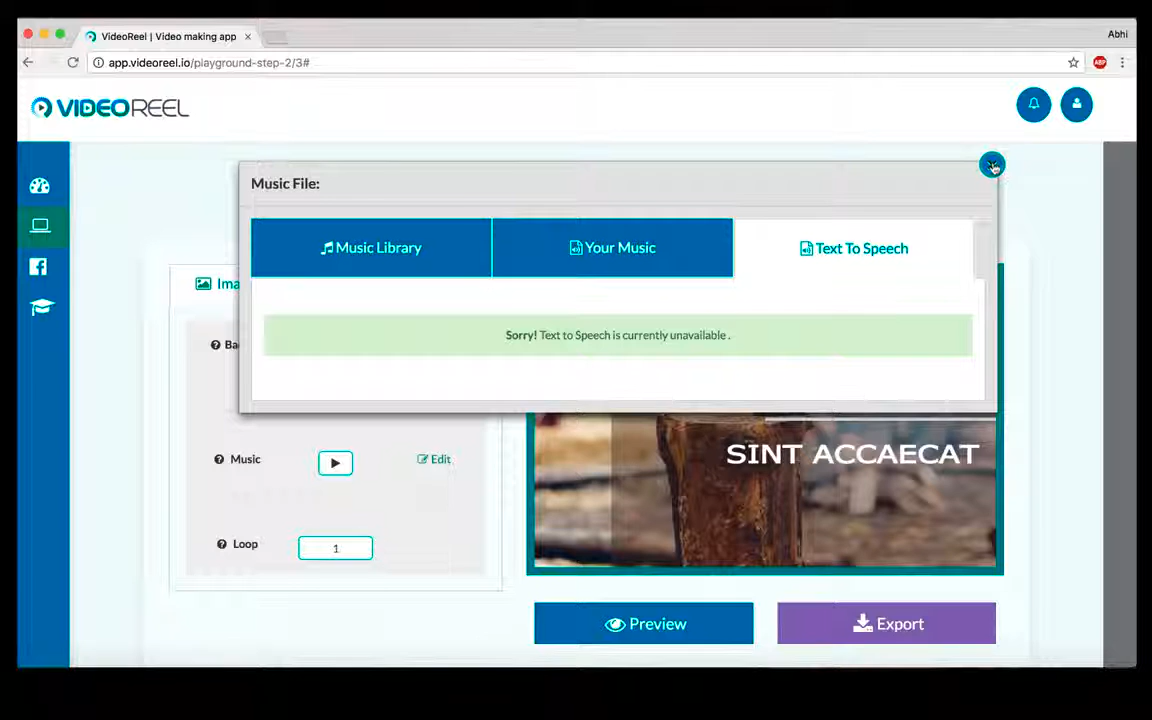 VideoReel | Video making app
Abhi
app.videoreel.io/playground-step-2/3#
ABP
VIDEOREEL
Music File:
Music Library
Your Music
Text To Speech
Ima
Sorry! Text to Speech is currently unavailable .
Ba
Music
Edit
SINT ACCAECAT
Loop
1
Preview
Export